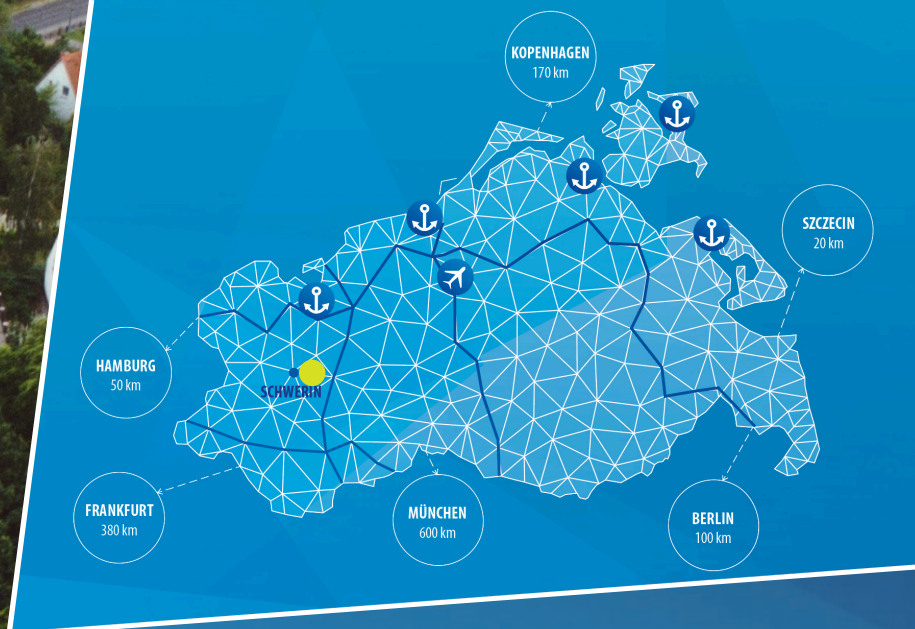 KOPENHAGEN
170 km
SZCZECIN
20 km
HAMBURG
50 km
SCHWERIN
FRANKFURT
380 km
MÜNCHEN
600 km
BERLIN
100 km